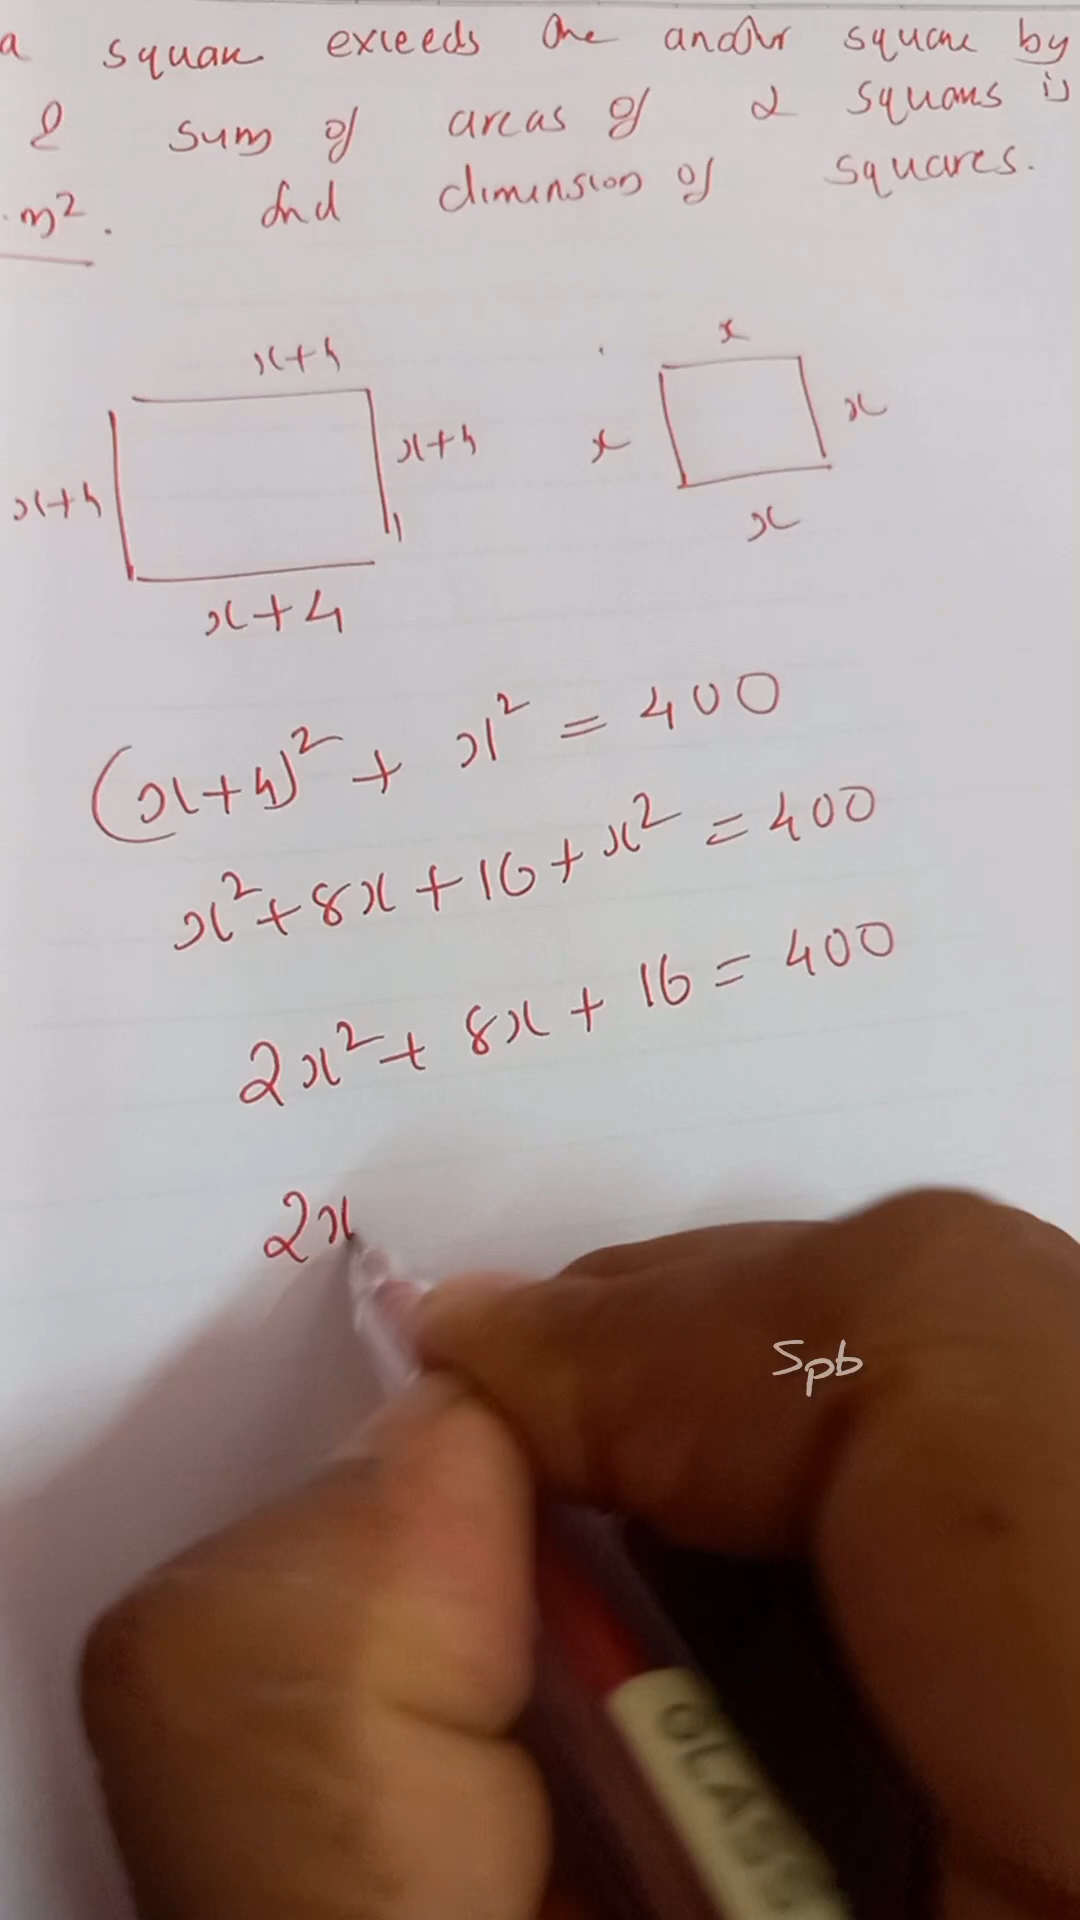 a square exceeds the another square by
& sum of areas of 2 squares is
m². find dimension of squares.
x+4
x
x+4
x
x
x+4
x
x+4
(x+4)² + x² = 400
x²+8x+16+x² = 400
2x²+ 8x + 16 = 400
2x
Spb
GLASS